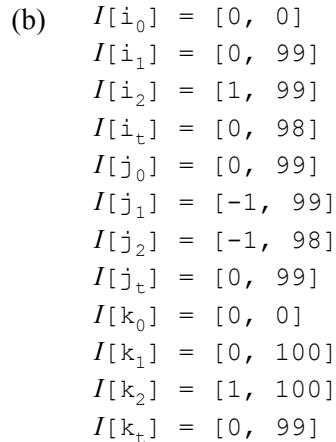 (b) I[i0] = [0, 0]
I[i1] = [0, 99]
I[i2] = [1, 99]
I[it] = [0, 98]
I[j0] = [0, 99]
I[j1] = [-1, 99]
I[j2] = [-1, 98]
I[jt] = [0, 99]
I[k0] = [0, 0]
I[k1] = [0, 100]
I[k2] = [1, 100]
I[kt] = [0, 99]